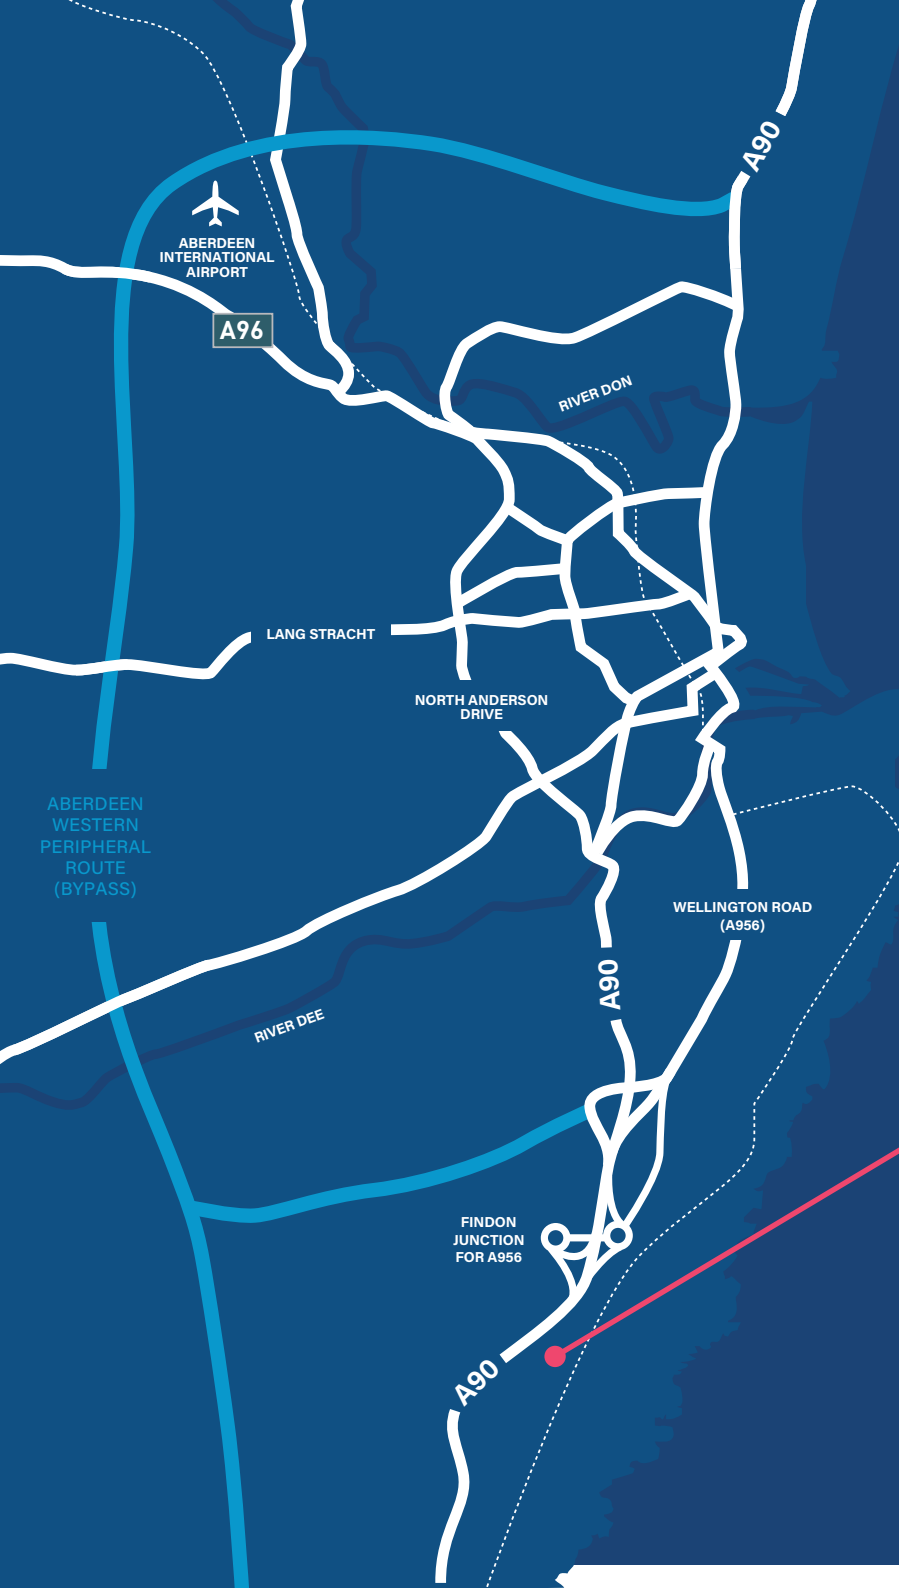 A90
ABERDEEN
INTERNATIONAL
AIRPORT
A96
RIVER DON
LANG STRACHT
NORTH ANDERSON
DRIVE
ABERDEEN
WESTERN
PERIPHERAL
ROUTE
(BYPASS)
WELLINGTON ROAD
(A956)
A90
RIVER DEE
FINDON
JUNCTION
FOR A956
A90